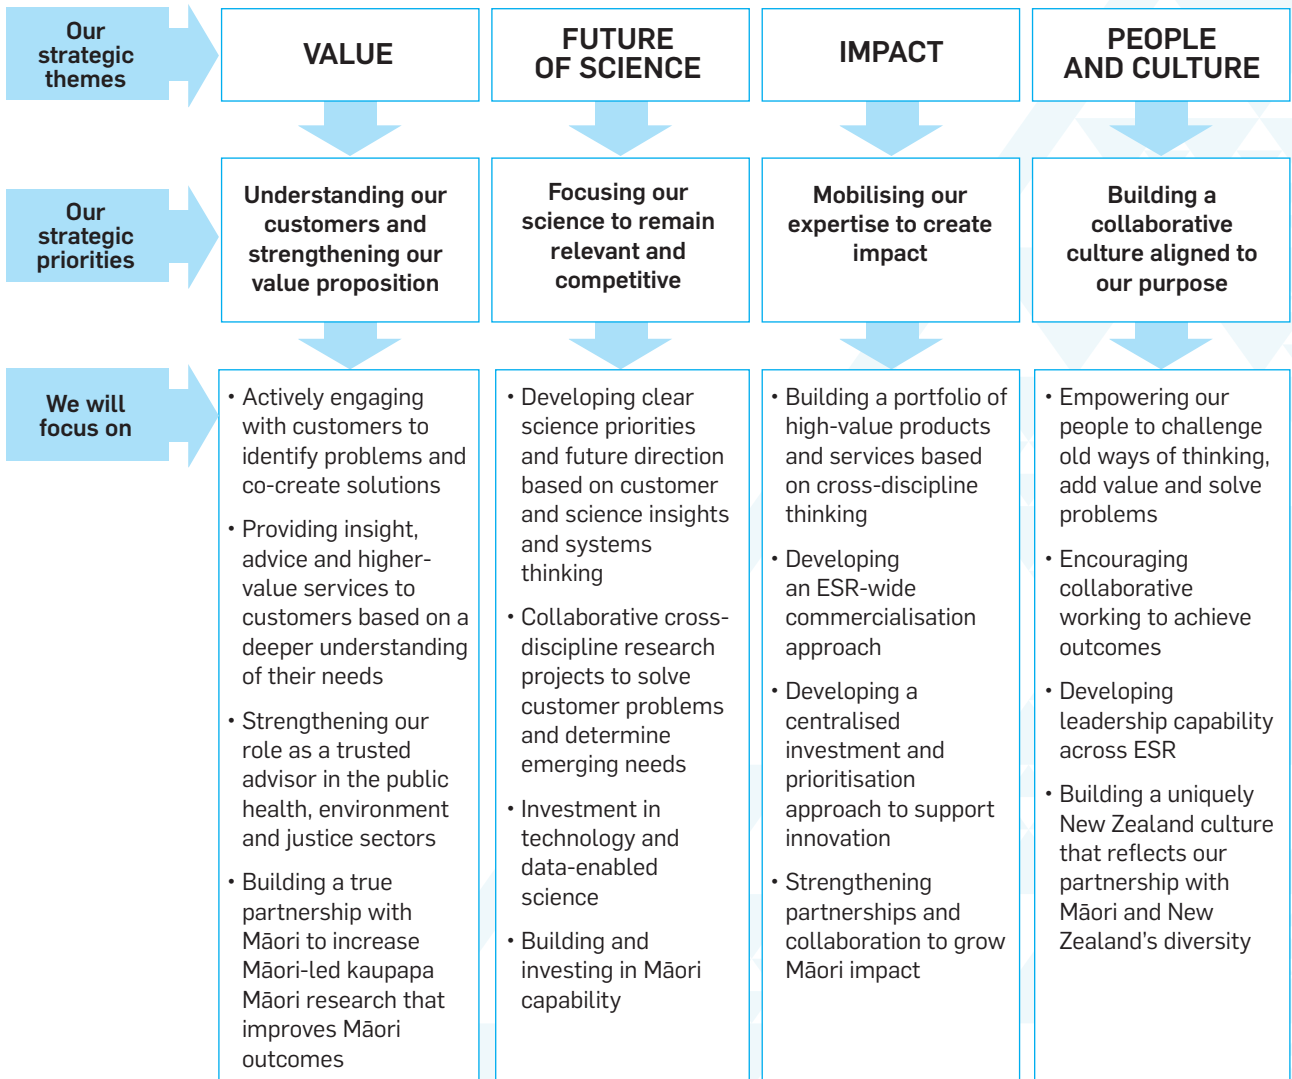 Our
strategic
themes
VALUE
FUTURE
OF SCIENCE
IMPACT
PEOPLE
AND CULTURE
Our
strategic
priorities
Understanding our
customers and
strengthening our
value proposition
Focusing our
science to remain
relevant and
competitive
Mobilising our
expertise to create
impact
Building a
collaborative
culture aligned to
our purpose
We will
focus on
• Actively engaging
with customers to
identify problems and
co-create solutions
• Providing insight,
advice and higher-
value services to
customers based on a
deeper understanding
of their needs
• Strengthening our
role as a trusted
advisor in the public
health, environment
and justice sectors
• Building a true
partnership with
Māori to increase
Māori-led kaupapa
Māori research that
improves Māori
outcomes
• Developing clear
science priorities
and future direction
based on customer
and science insights
and systems
thinking
• Collaborative cross-
discipline research
projects to solve
customer problems
and determine
emerging needs
• Investment in
technology and
data-enabled
science
• Building and
investing in Māori
capability
• Building a portfolio of
high-value products
and services based
on cross-discipline
thinking
• Developing
an ESR-wide
commercialisation
approach
• Developing a
centralised
investment and
prioritisation
approach to support
innovation
• Strengthening
partnerships and
collaboration to grow
Māori impact
• Empowering our
people to challenge
old ways of thinking,
add value and solve
problems
• Encouraging
collaborative
working to achieve
outcomes
• Developing
leadership capability
across ESR
• Building a uniquely
New Zealand culture
that reflects our
partnership with
Māori and New
Zealand's diversity